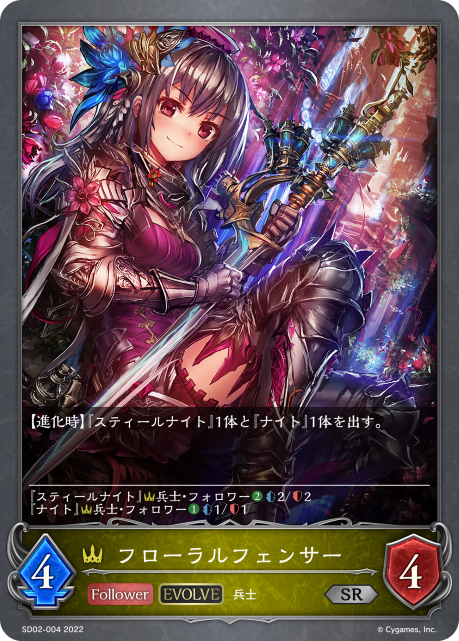 【進化時】『スティールナイト』1体と『ナイト』1体を出す。
『スティールナイト』兵士・フォロワー2 2/2
『ナイト』兵士・フォロワー1 1/1
フローラルフェンサー
4
4
Follower EVOLVE 兵士 SR
SD02-004 2022 © Cygames, Inc.